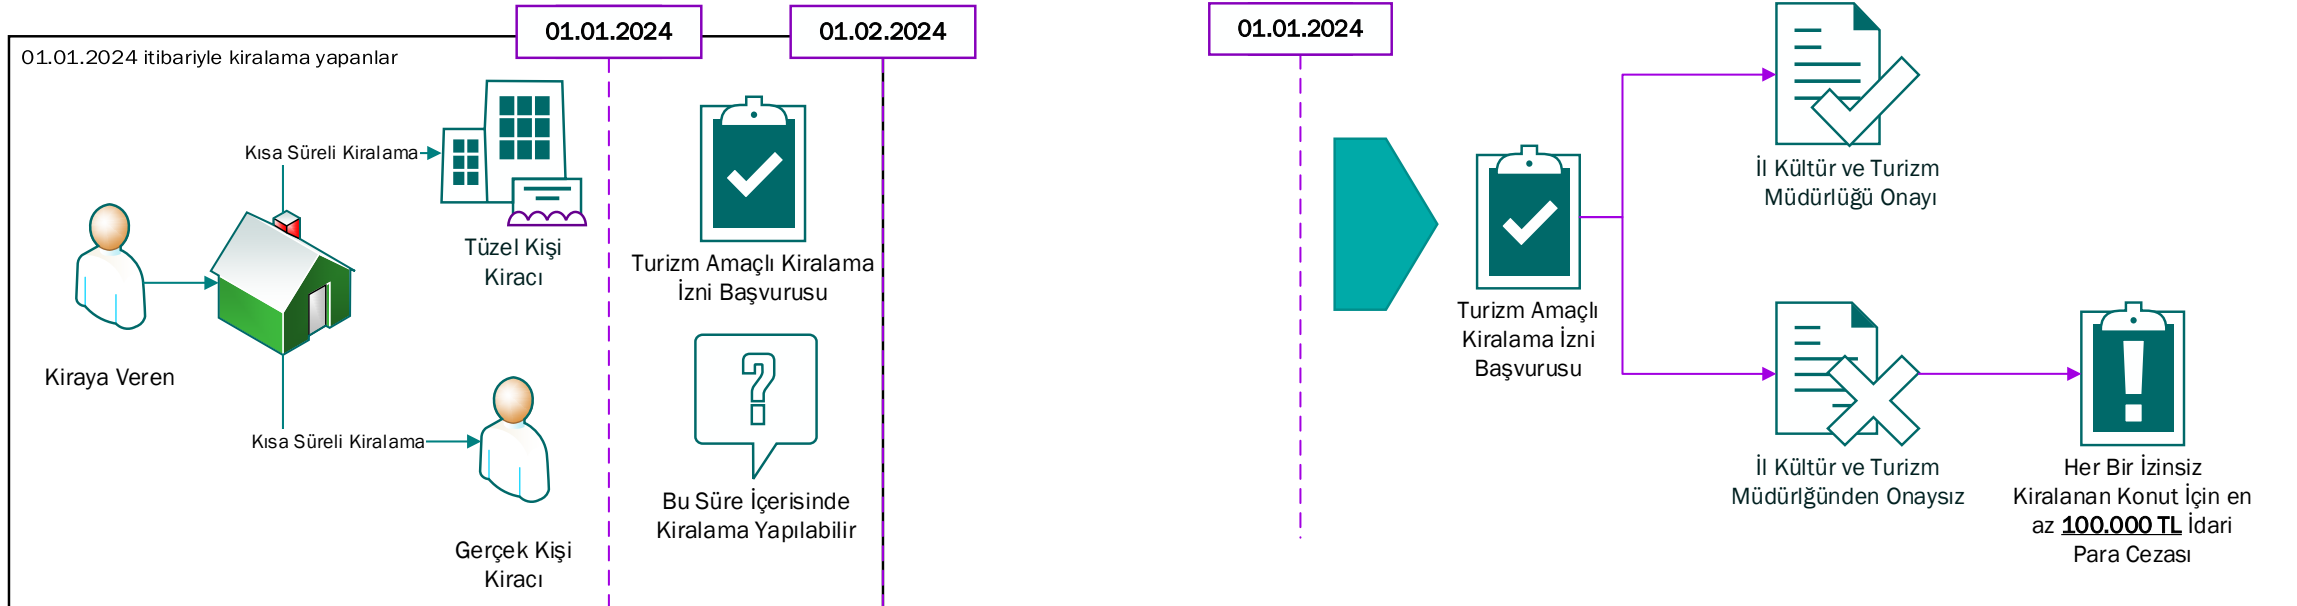 01.01.2024 itibariyle kiralama yapanlar
01.01.2024
01.02.2024
Kısa Süreli Kiralama
Tüzel Kişi
Kiracı
Kiraya Veren
Kısa Süreli Kiralama
Gerçek Kişi
Kiracı
Turizm Amaçlı Kiralama
İzni Başvurusu
Bu Süre İçerisinde
Kiralama Yapılabilir
01.01.2024
Turizm Amaçlı
Kiralama İzni
Başvurusu
İl Kültür ve Turizm
Müdürlüğü Onayı
İl Kültür ve Turizm
Müdürlğünden Onaysız
Her Bir İzinsiz
Kiralanan Konut İçin en
az 100.000 TL İdari
Para Cezası